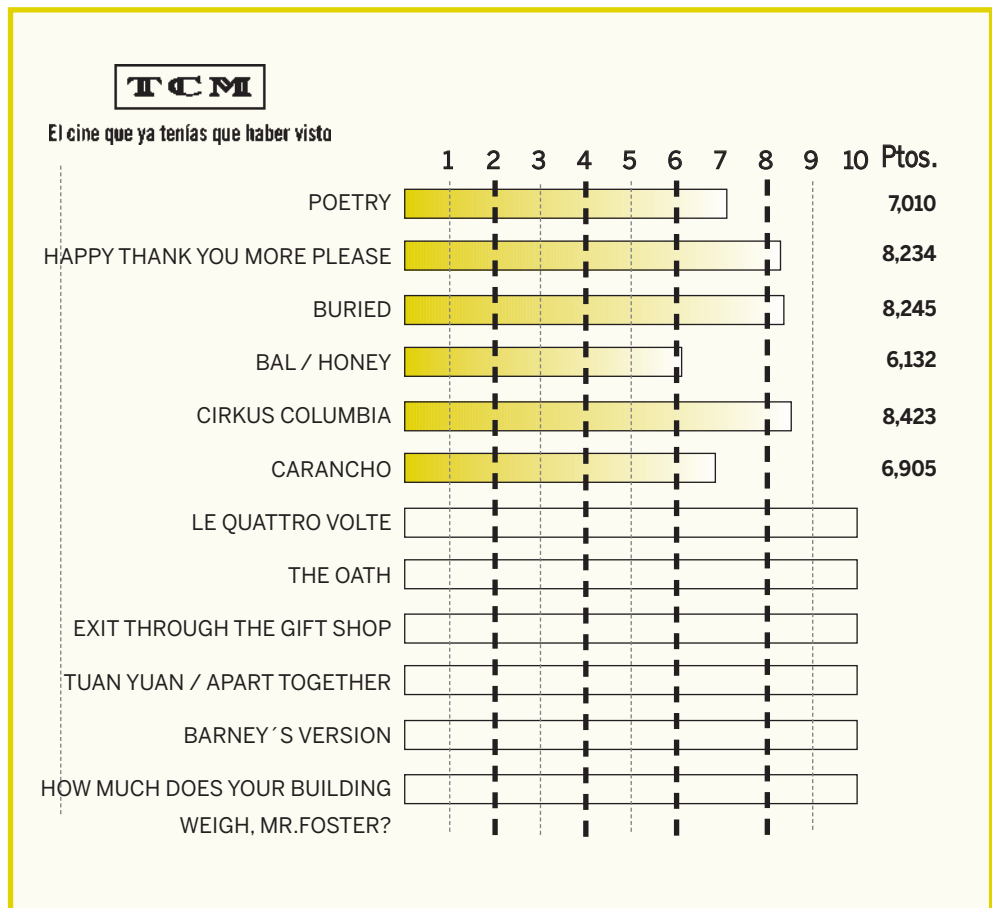 TCM
El cine que ya tenías que haber visto
1 2 3 4 5 6 7 8 9 10 Ptos.
POETRY 7,010
HAPPY THANK YOU MORE PLEASE 8,234
BURIED 8,245
BAL / HONEY 6,132
CIRKUS COLUMBIA 8,423
CARANCHO 6,905
LE QUATTRO VOLTE
THE OATH
EXIT THROUGH THE GIFT SHOP
TUAN YUAN / APART TOGETHER
BARNEY´S VERSION
HOW MUCH DOES YOUR BUILDING
WEIGH, MR.FOSTER?